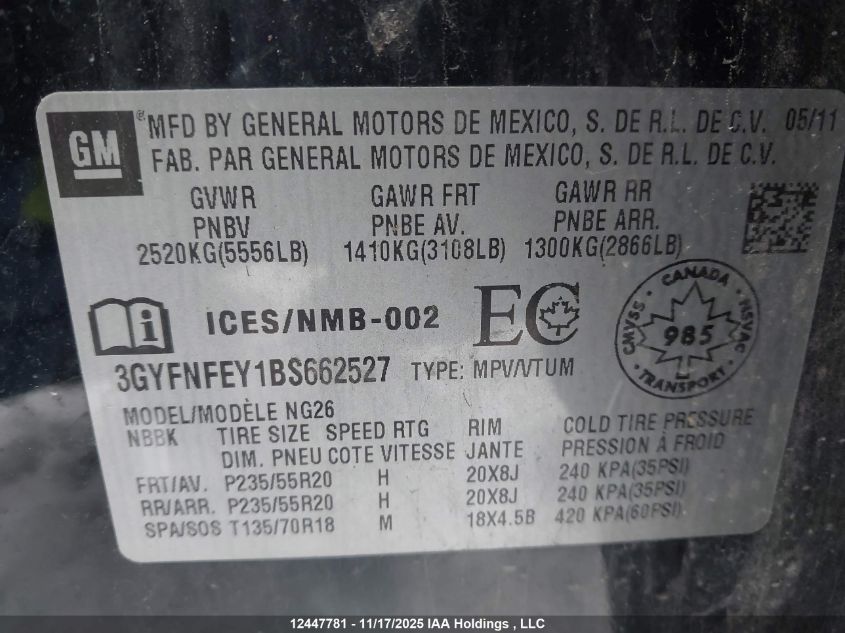 GM
®MFD BY GENERAL MOTORS DE MEXICO, S. DE R.L. DE C.V. 05/11
FAB. PAR GENERAL MOTORS DE MEXICO, S. DE R.L. DE C.V.
GVWR GAWR FRT GAWR RR
PNBV PNBE AV. PNBE ARR.
2520KG(5556LB) 1410KG(3108LB) 1300KG(2866LB)
i ICES/NMB-002 EC
CANADA
CMVSS 985 NSVAC
TRANSPORT
3GYFNFEY1BS662527 TYPE: MPV/VTUM
MODEL/MODÈLE NG26
NBBK TIRE SIZE SPEED RTG RIM COLD TIRE PRESSURE
DIM. PNEU COTE VITESSE JANTE PRESSION À FROID
FRT/AV. P235/55R20 H 20X8J 240 KPA(35PSI)
RR/ARR. P235/55R20 H 20X8J 240 KPA(35PSI)
SPA/SOS T135/70R18 M 18X4.5B 420 KPA(60PSI)
12447781 - 11/17/2025 IAA Holdings , LLC